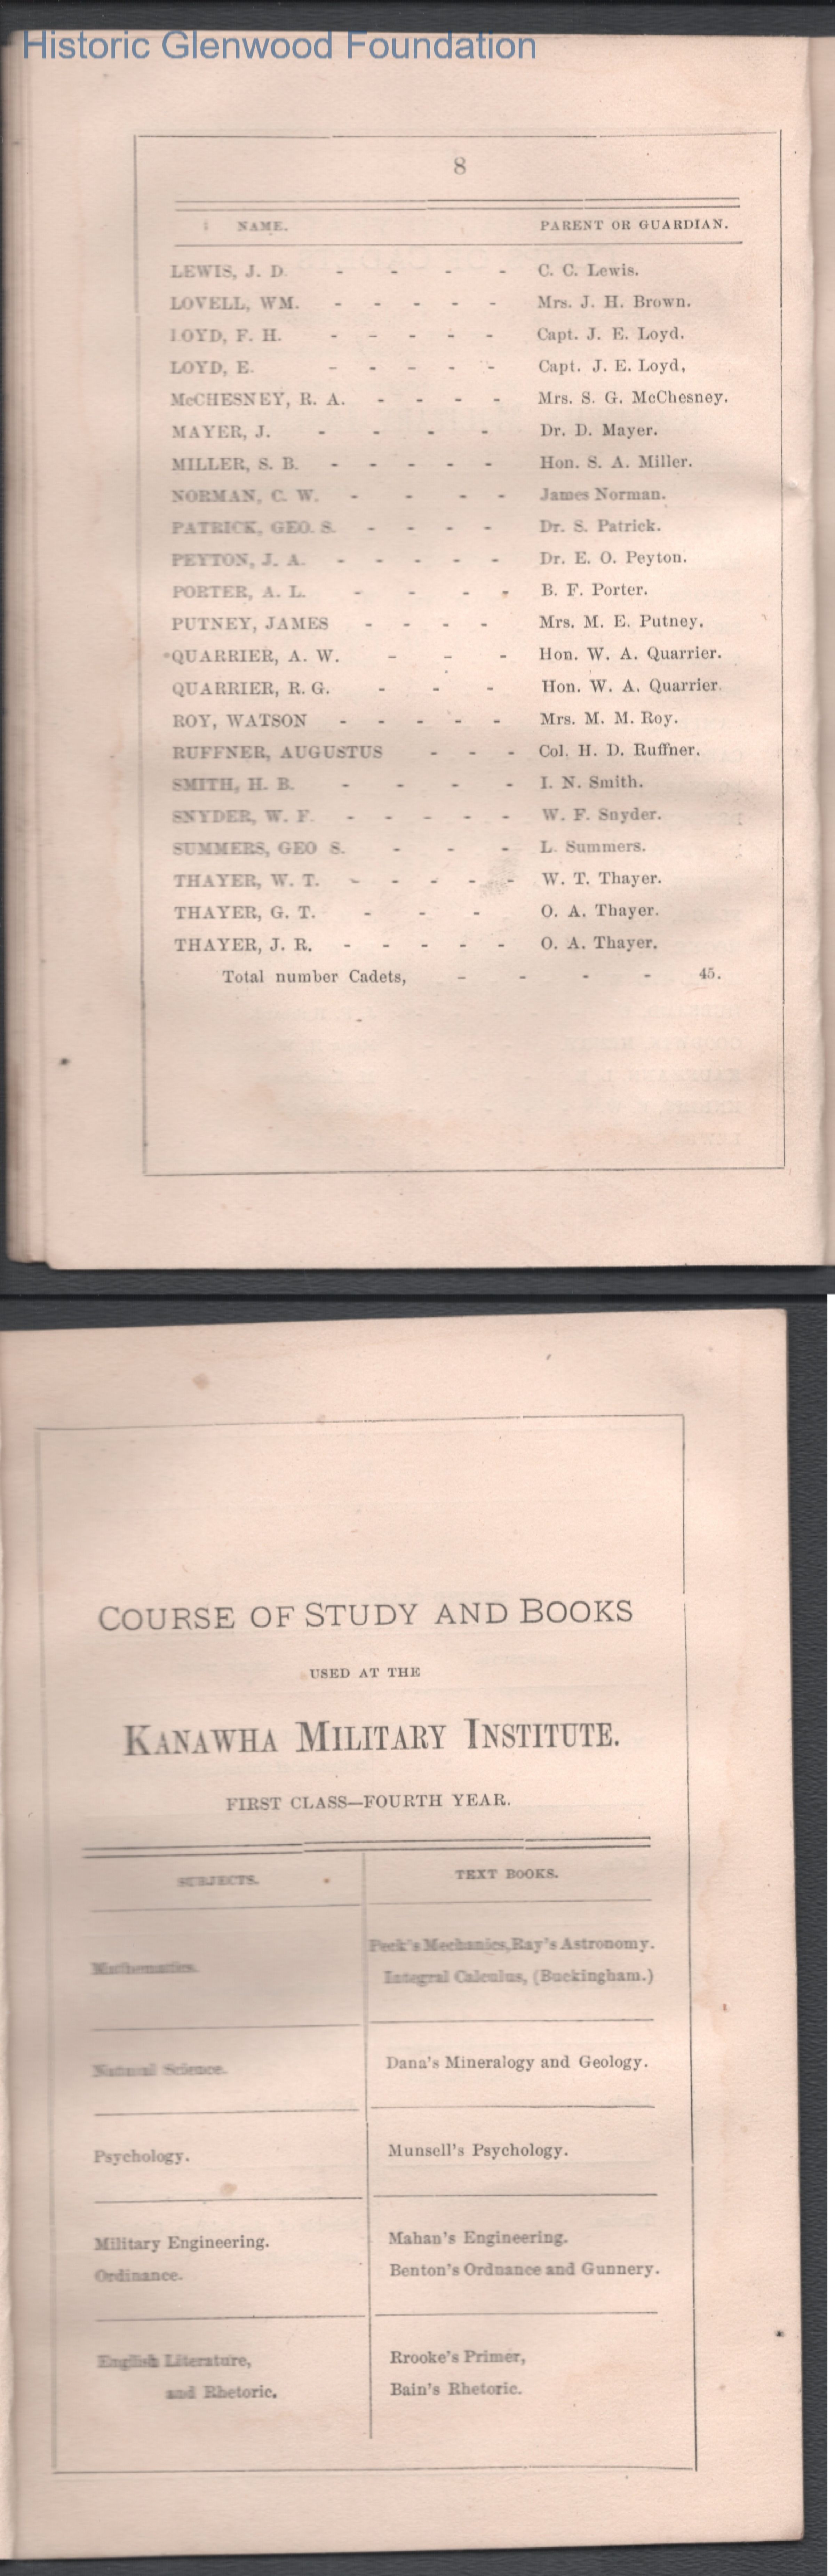 Historic Glenwood Foundation
8
NAME. PARENT OR GUARDIAN.
LEWIS, J. D. - - - - C. C. Lewis.
LOVELL, WM. - - - - - Mrs. J. H. Brown.
LOYD, F. H. - - - - - Capt. J. E. Loyd.
LOYD, E. - - - - - Capt. J. E. Loyd,
McCHESNEY, R. A. - - - - Mrs. S. G. McChesney.
MAYER, J. - - - - Dr. D. Mayer.
MILLER, S. B. - - - - - Hon. S. A. Miller.
NORMAN, C. W. - - - - James Norman.
PATRICK, GEO. S. - - - - Dr. S. Patrick.
PEYTON, J. A. - - - - - Dr. E. O. Peyton.
PORTER, A. L. - - - - B. F. Porter.
PUTNEY, JAMES - - - - Mrs. M. E. Putney,
*QUARRIER, A. W. - - - Hon. W. A. Quarrier.
QUARRIER, R. G. - - - Hon. W. A. Quarrier.
ROY, WATSON - - - - - Mrs. M. M. Roy.
RUFFNER, AUGUSTUS - - - Col. H. D. Ruffner.
SMITH, H. B. - - - - I. N. Smith.
SNYDER, W. F. - - - - - W. F. Snyder.
SUMMERS, GEO S. - - - L. Summers.
THAYER, W. T. - - - - - W. T. Thayer.
THAYER, G. T. - - - O. A. Thayer.
THAYER, J. R. - - - - - O. A. Thayer.
Total number Cadets, - - - - 45.
COURSE OF STUDY AND BOOKS
USED AT THE
KANAWHA MILITARY INSTITUTE.
FIRST CLASS—FOURTH YEAR.
SUBJECTS. TEXT BOOKS.
Peck's Mechanics, Ray's Astronomy.
Mathematics.
Integral Calculus, (Buckingham.)
Natural Science. Dana's Mineralogy and Geology.
Psychology. Munsell's Psychology.
Military Engineering. Mahan's Engineering.
Ordinance. Benton's Ordnance and Gunnery.
English Literature, Rrooke's Primer,
and Rhetoric. Bain's Rhetoric.